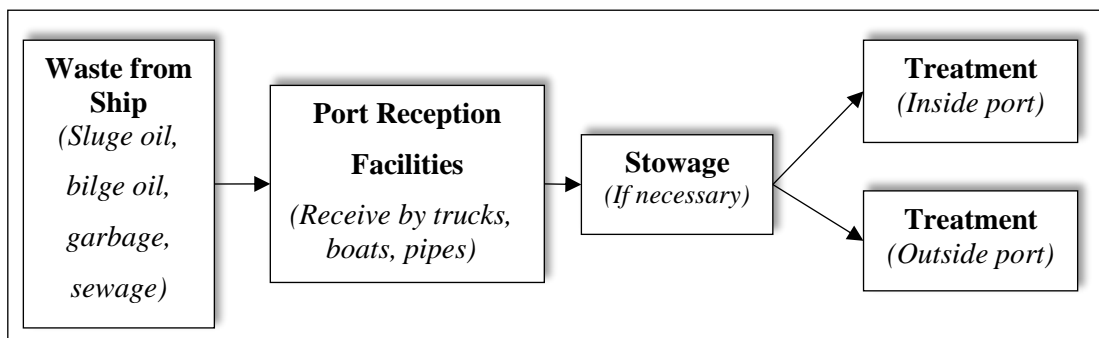 Waste from
Ship
(Sluge oil,
bilge oil,
garbage,
sewage)
Port Reception
Facilities
(Receive by trucks,
boats, pipes)
Stowage
(If necessary)
Treatment
(Inside port)
Treatment
(Outside port)